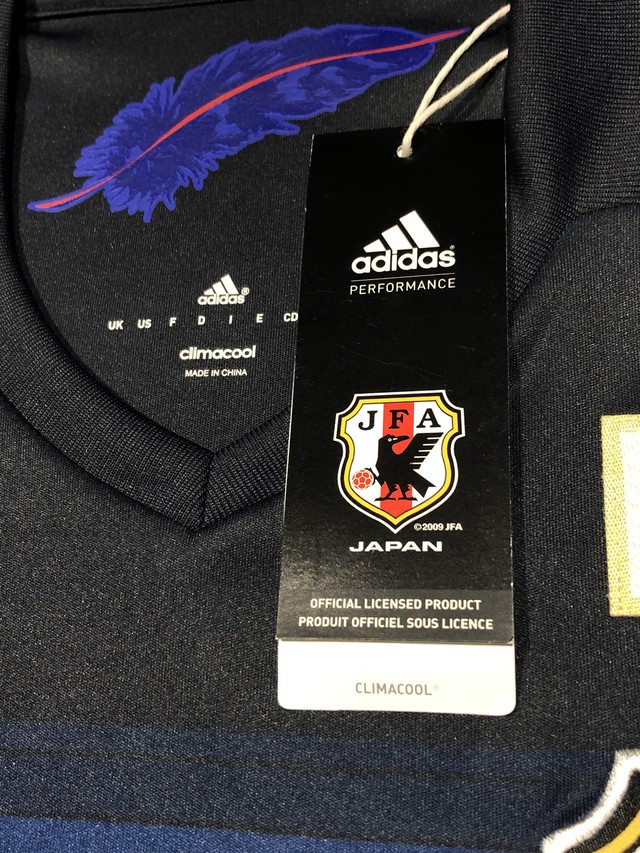 adidas
PERFORMANCE
JFA
©2009 JFA
JAPAN
OFFICIAL LICENSED PRODUCT
PRODUIT OFFICIEL SOUS LICENCE
CLIMACOOL®
adidas®
UK US F D I E CD
climacool
MADE IN CHINA